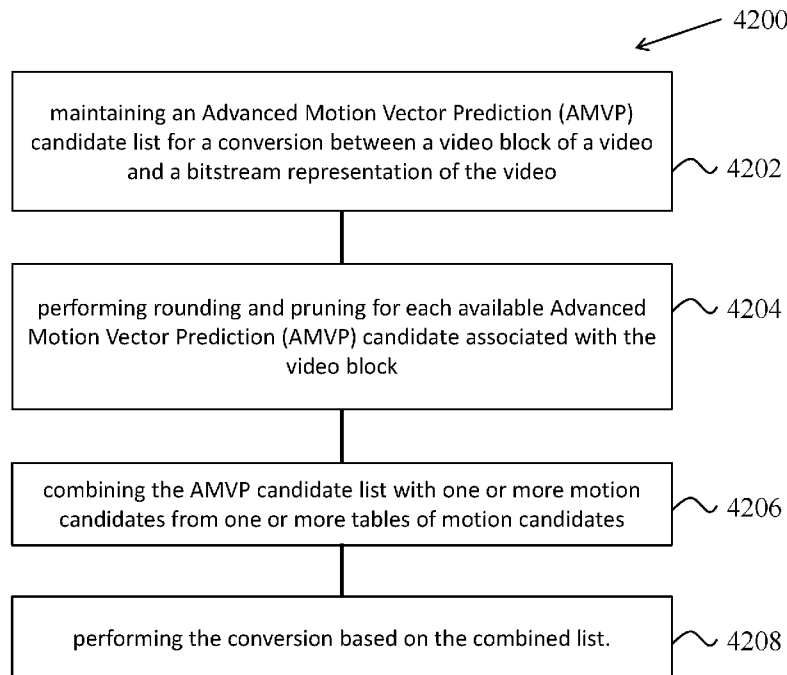 4200
maintaining an Advanced Motion Vector Prediction (AMVP)
candidate list for a conversion between a video block of a video
and a bitstream representation of the video
4202
performing rounding and pruning for each available Advanced
Motion Vector Prediction (AMVP) candidate associated with the
video block
4204
combining the AMVP candidate list with one or more motion
candidates from one or more tables of motion candidates
4206
performing the conversion based on the combined list.
4208